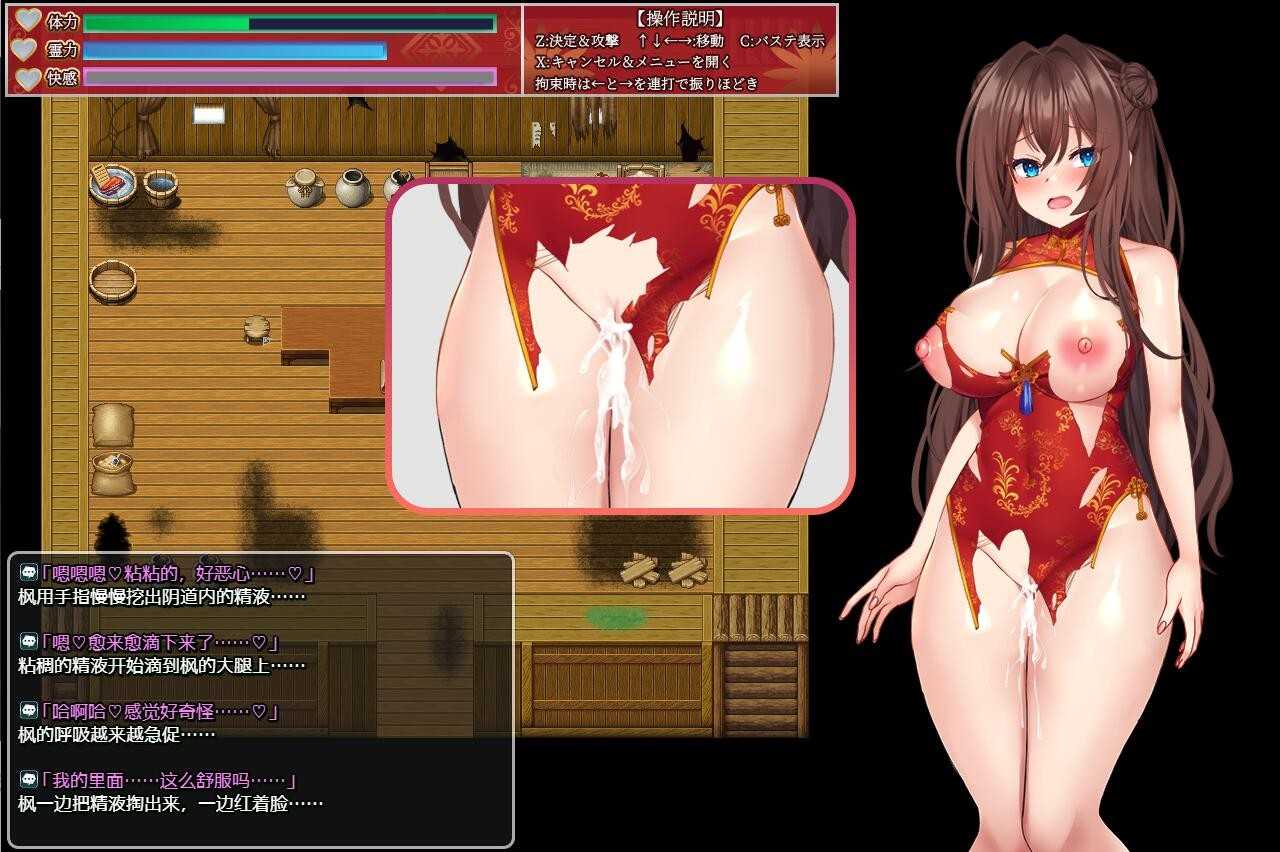 体力
霊力
快感
【操作説明】
Z:決定&攻撃　↑↓←→:移動　C:バステ表示
X:キャンセル&メニューを開く
拘束時は←と→を連打で振りほどき
「嗯嗯嗯♡粘粘的，好恶心……♡」
枫用手指慢慢挖出阴道内的精液……
「嗯♡愈来愈滴下来了……♡」
粘稠的精液开始滴到枫的大腿上……
「哈啊哈♡感觉好奇怪……♡」
枫的呼吸越来越急促……
「我的里面……这么舒服吗……」
枫一边把精液掏出来，一边红着脸……